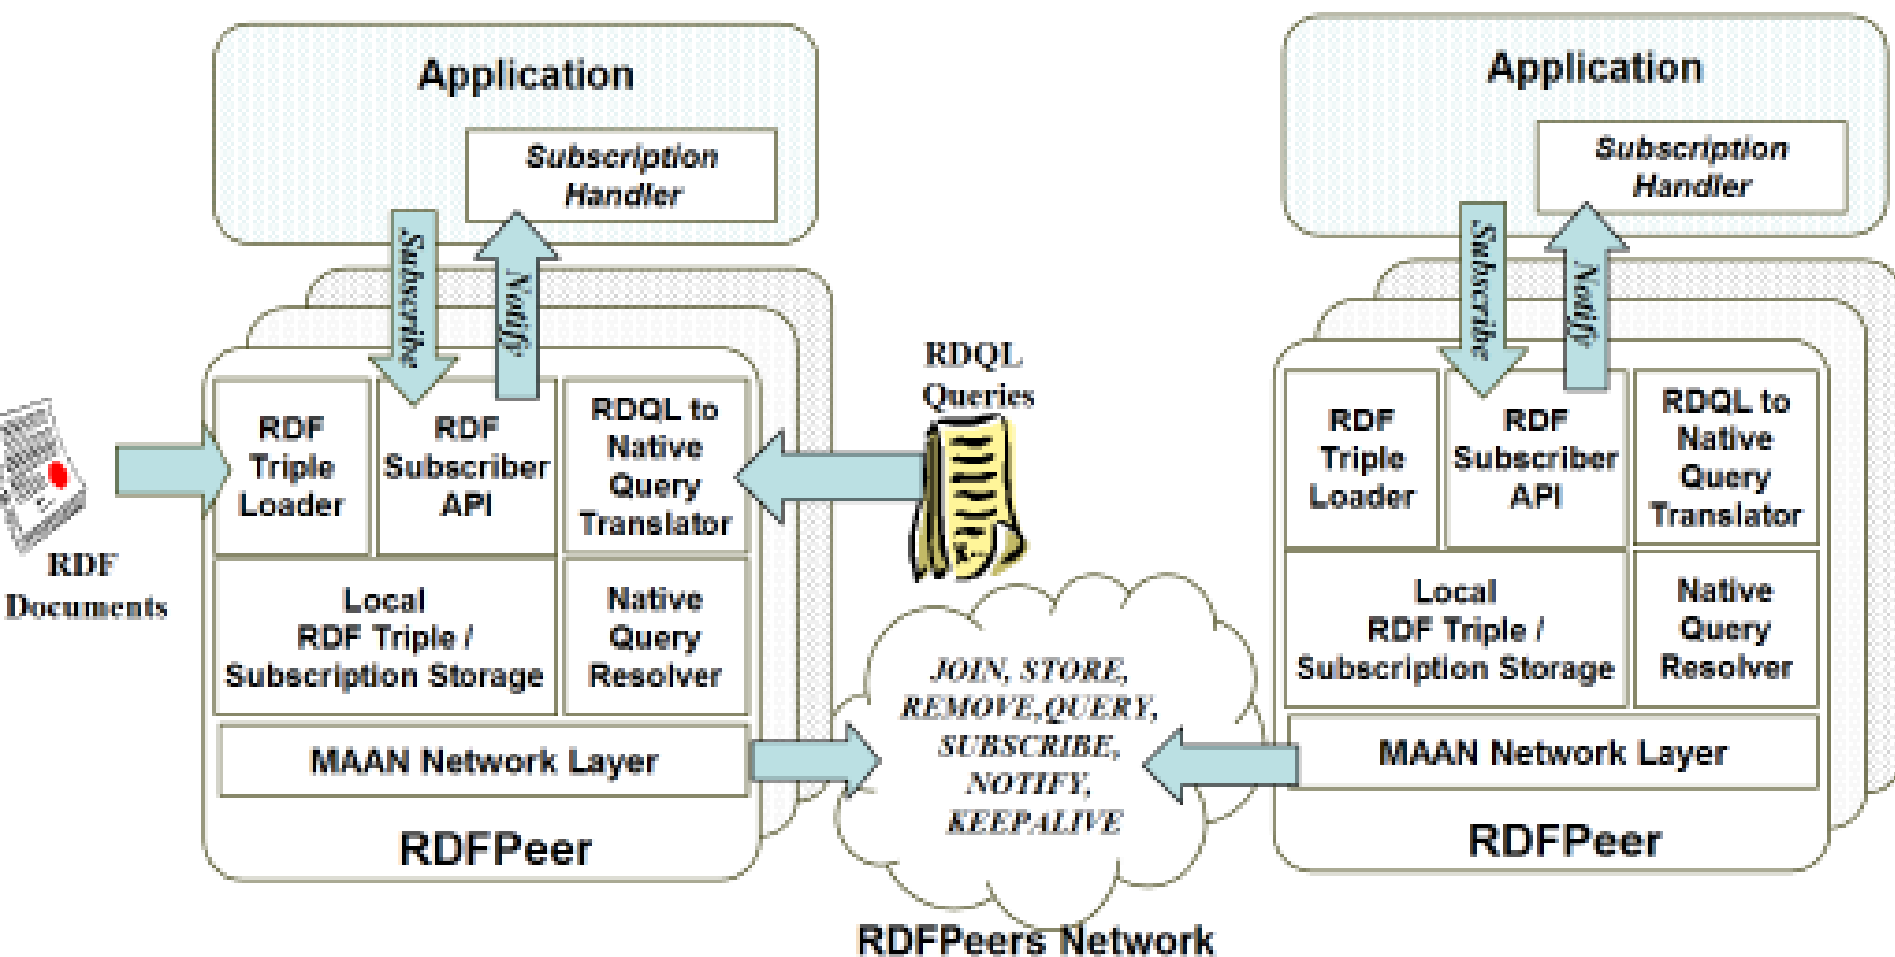 Application
Subscription
Handler
Subscribe
Notify
RDF
Triple
Loader
RDF
Subscriber
API
RDQL to
Native
Query
Translator
Local
RDF Triple /
Subscription Storage
Native
Query
Resolver
MAAN Network Layer
RDFPeer
RDF
Documents
RDQL
Queries
JOIN, STORE,
REMOVE,QUERY,
SUBSCRIBE,
NOTIFY,
KEEPALIVE
RDFPeers Network
Application
Subscription
Handler
Subscribe
Notify
RDF
Triple
Loader
RDF
Subscriber
API
RDQL to
Native
Query
Translator
Local
RDF Triple /
Subscription Storage
Native
Query
Resolver
MAAN Network Layer
RDFPeer